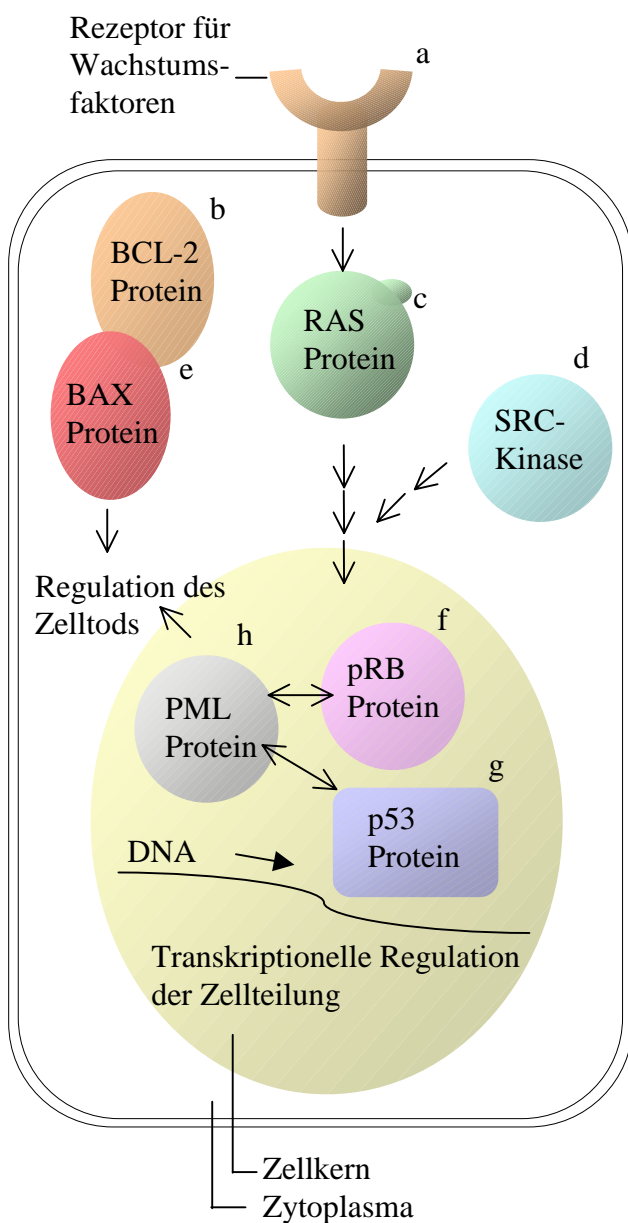 Rezeptor für
Wachstums-
faktoren
a
b
BCL-2
Protein
c
RAS
Protein
d
SRC-
Kinase
e
BAX
Protein
Regulation des
Zelltods
h
PML
Protein
f
pRB
Protein
g
p53
Protein
DNA
Transkriptionelle Regulation
der Zellteilung
Zellkern
Zytoplasma